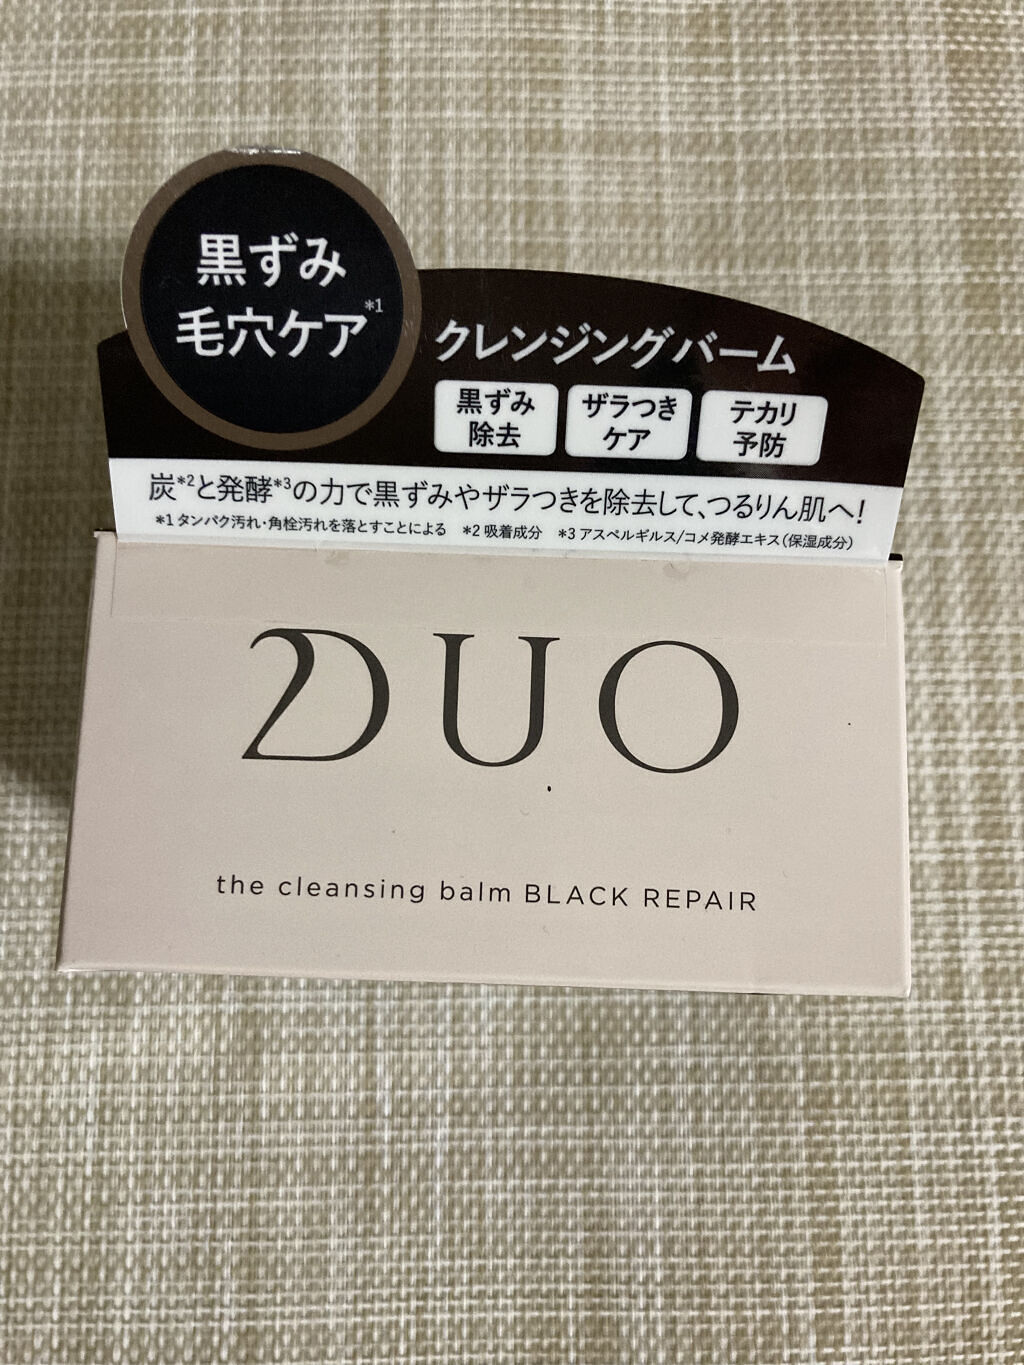 黒ずみ
毛穴ケア*1
クレンジングバーム
黒ずみ
除去
ザラつき
ケア
テカリ
予防
炭*2と発酵*3の力で黒ずみやザラつきを除去して、つるりん肌へ!
*1 タンパク汚れ・角栓汚れを落とすことによる *2 吸着成分 *3 アスペルギルス/コメ発酵エキス(保湿成分)
DUO
the cleansing balm BLACK REPAIR